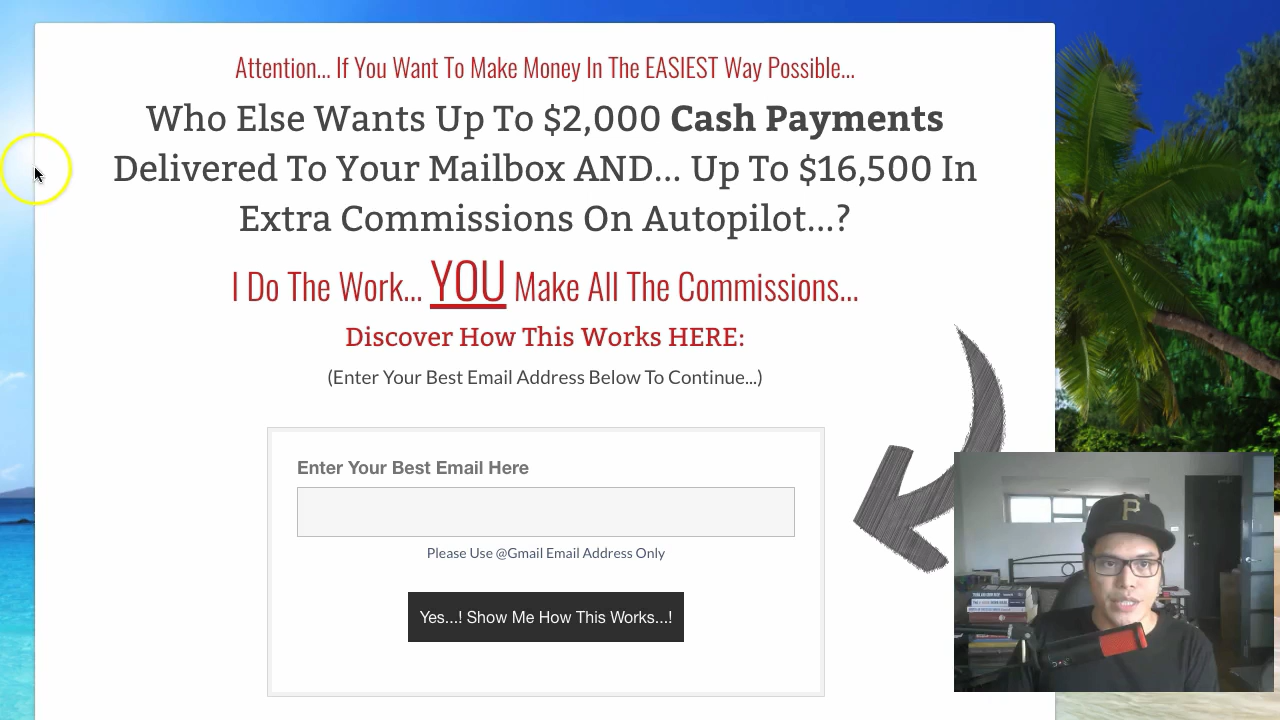 Attention... If You Want To Make Money In The EASIEST Way Possible...
Who Else Wants Up To $2,000 Cash Payments
Delivered To Your Mailbox AND... Up To $16,500 In
Extra Commissions On Autopilot...?
I Do The Work... YOU Make All The Commissions...
Discover How This Works HERE:
(Enter Your Best Email Address Below To Continue...)
Enter Your Best Email Here
Please Use @Gmail Email Address Only
Yes...! Show Me How This Works...!
P